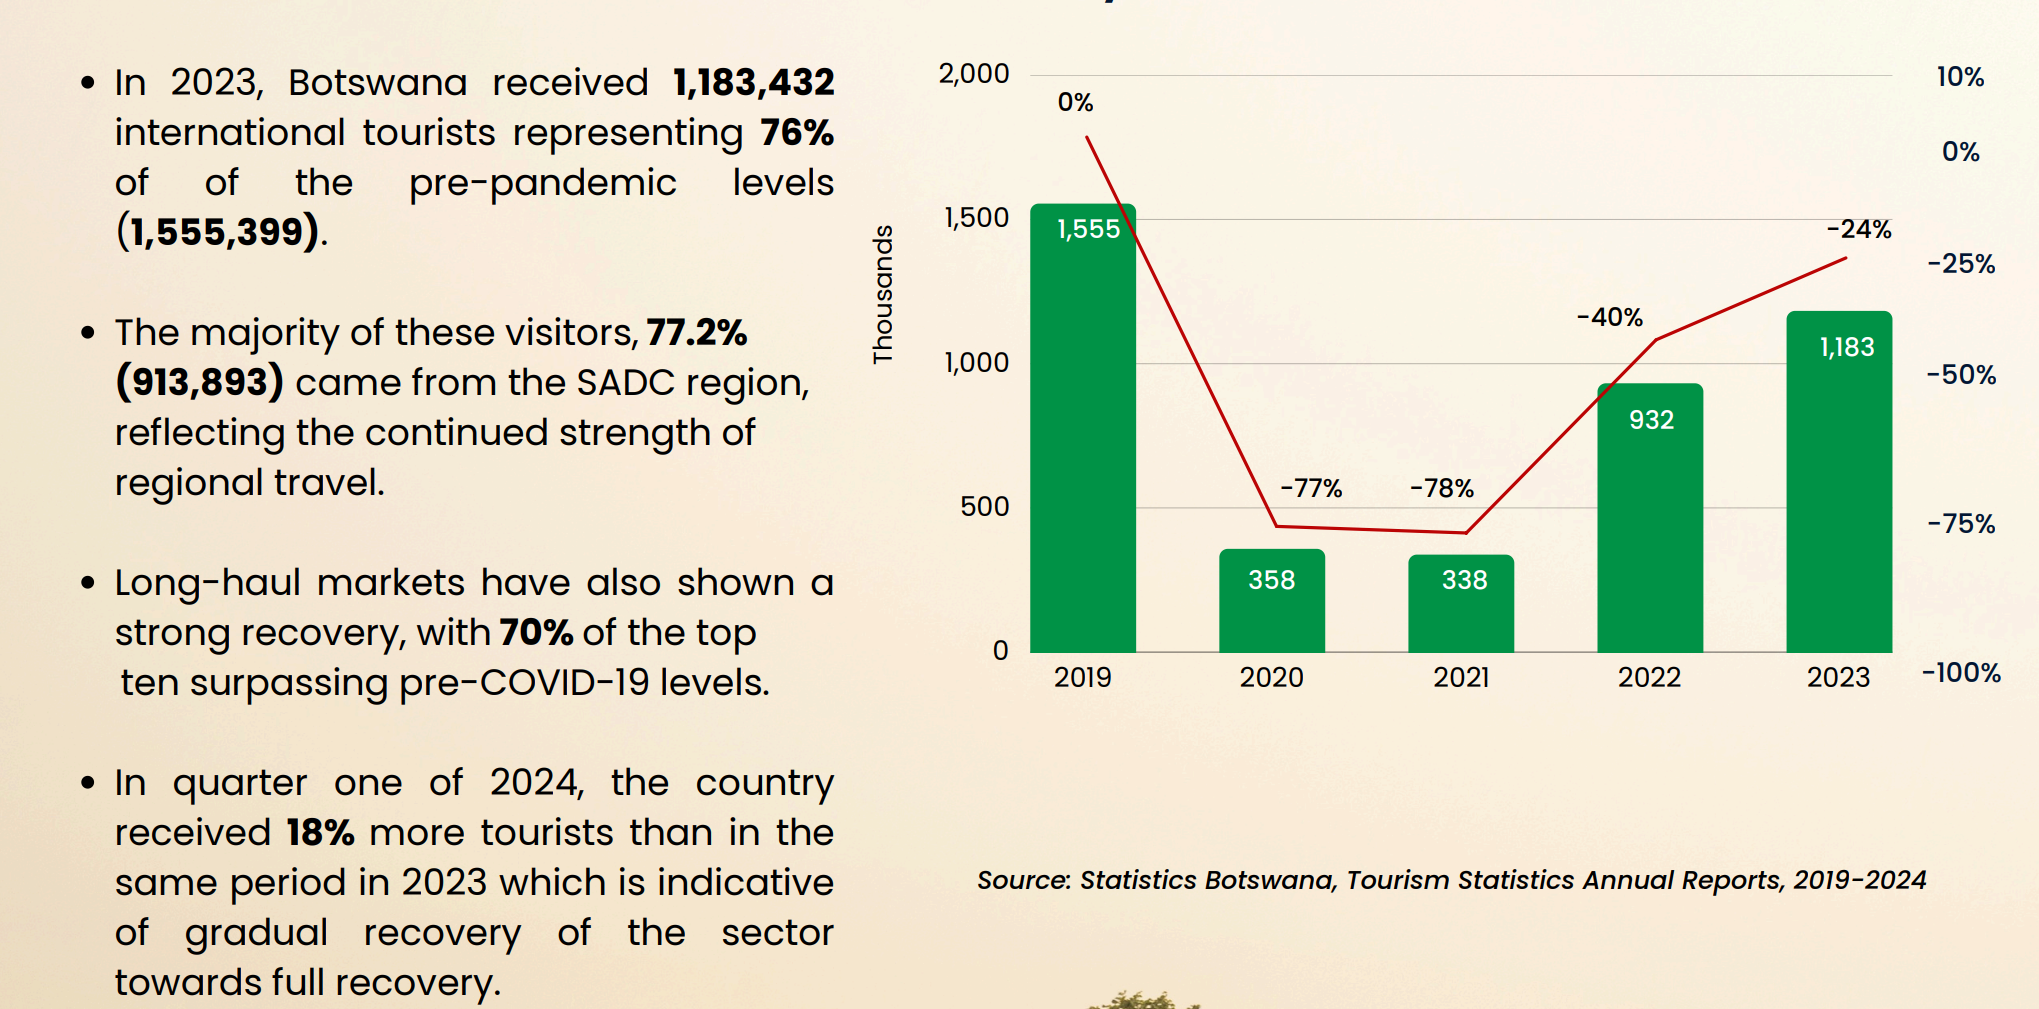 • In 2023, Botswana received 1,183,432
international tourists representing 76%
of of the pre-pandemic levels
(1,555,399).
• The majority of these visitors, 77.2%
(913,893) came from the SADC region,
reflecting the continued strength of
regional travel.
• Long-haul markets have also shown a
strong recovery, with 70% of the top
ten surpassing pre-COVID-19 levels.
• In quarter one of 2024, the country
received 18% more tourists than in the
same period in 2023 which is indicative
of gradual recovery of the sector
towards full recovery.
Thousands
2,000
1,500
1,000
500
0
0%
-77%
-78%
-40%
-24%
1,555
358
338
932
1,183
2019 2020 2021 2022 2023
10%
0%
-25%
-50%
-75%
-100%
Source: Statistics Botswana, Tourism Statistics Annual Reports, 2019-2024